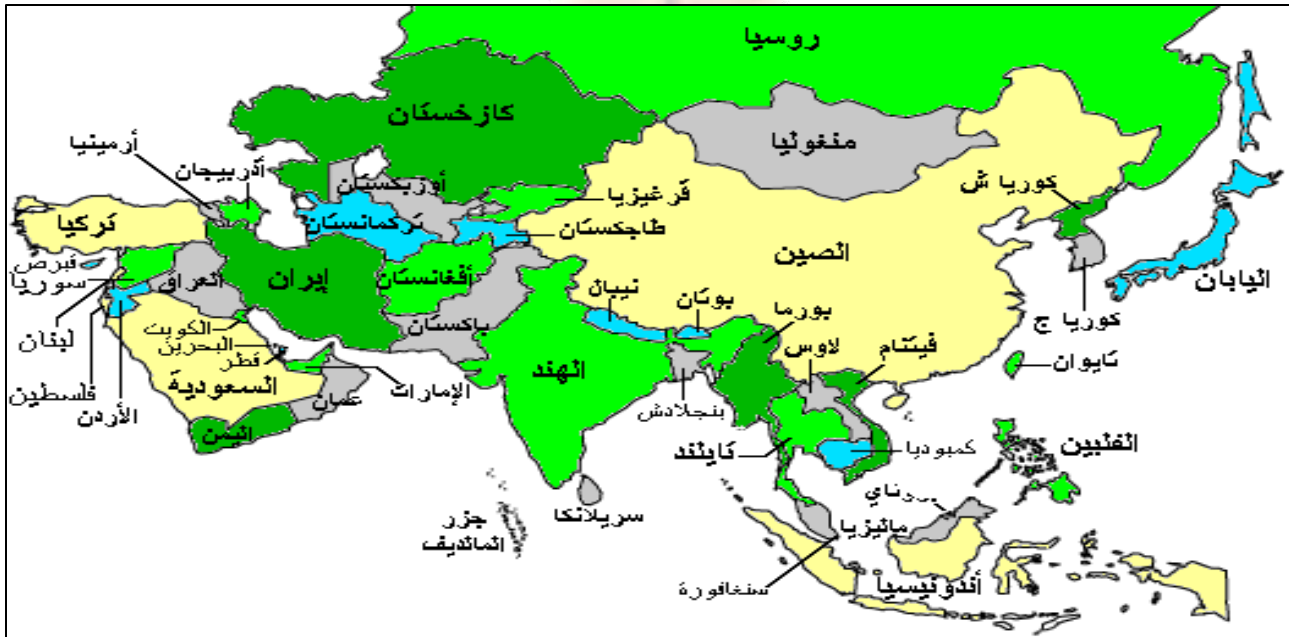 روسيا
كازخستان
منغوليا
أرمينيا
أذربيجان
أوزبكستان
قرغيزيا
كوريا ش
تركيا
تركمانستان
طاجكستان
الصين
قبرص
سوريا
العراق
إيران
أفغانستان
اليابان
نيبال
بوتان
بورما
كوريا ج
لبنان
الكويت
باكستان
البحرين
قطر
لاوس
فيتنام
تايوان
فلسطين
السعودية
الإمارات
الهند
الأردن
عمان
بنجلادش
اليمن
تايلند
كمبوديا
الفلبين
سريلانكا
جزر
المالديف
بروناي
ماليزيا
سنغافورة
أندونيسيا